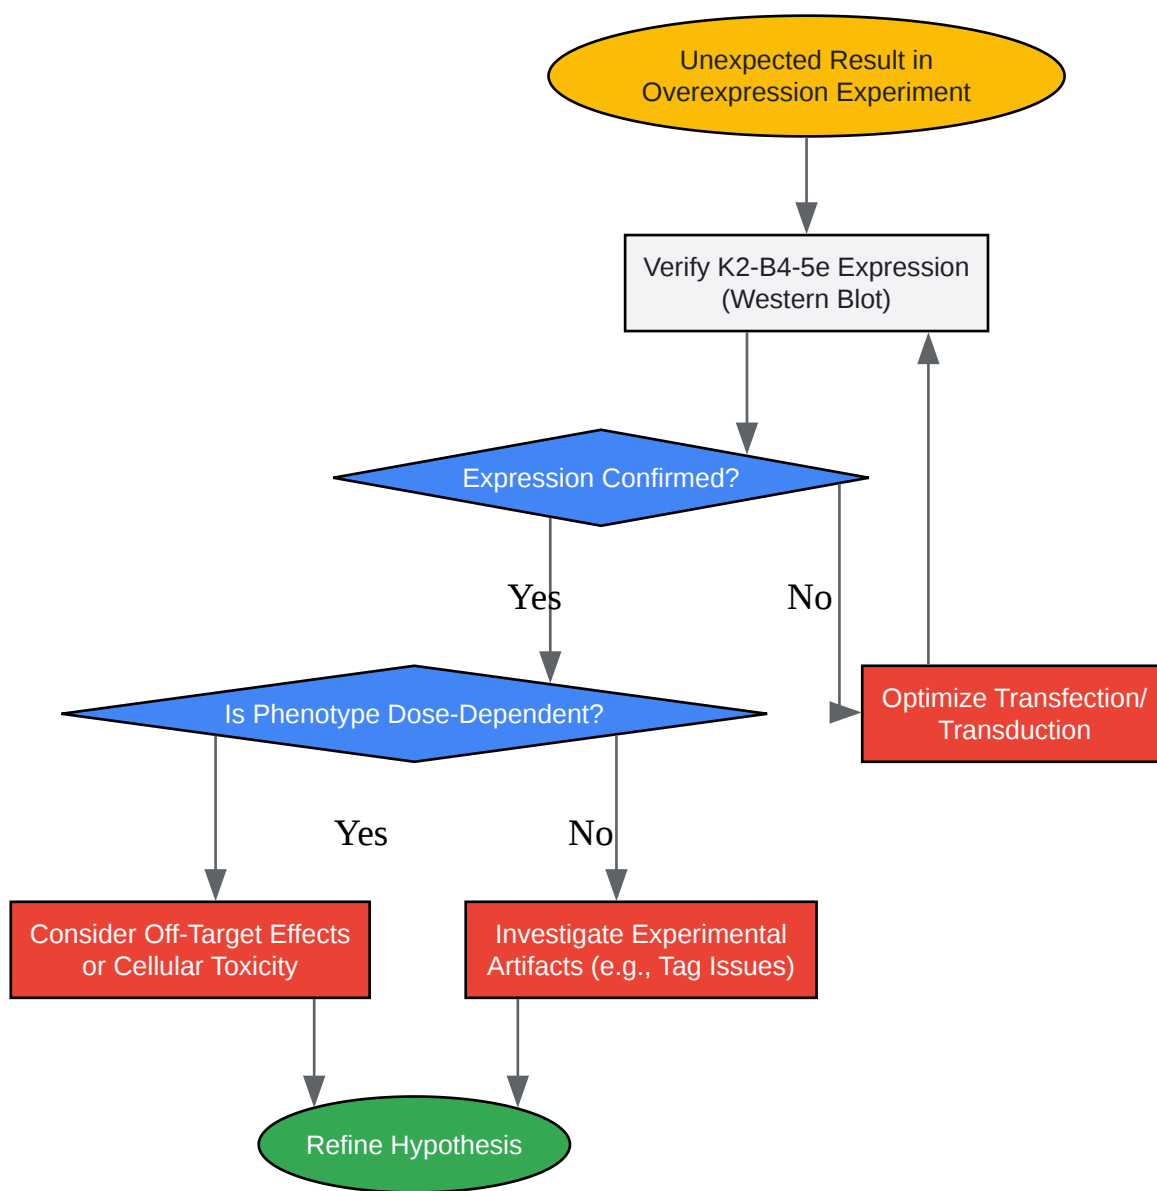 Unexpected Result in
Overexpression Experiment
Verify K2-B4-5e Expression
(Western Blot)
Expression Confirmed?
Yes
No
Is Phenotype Dose-Dependent?
Optimize Transfection/
Transduction
Yes
No
Consider Off-Target Effects
or Cellular Toxicity
Investigate Experimental
Artifacts (e.g., Tag Issues)
Refine Hypothesis